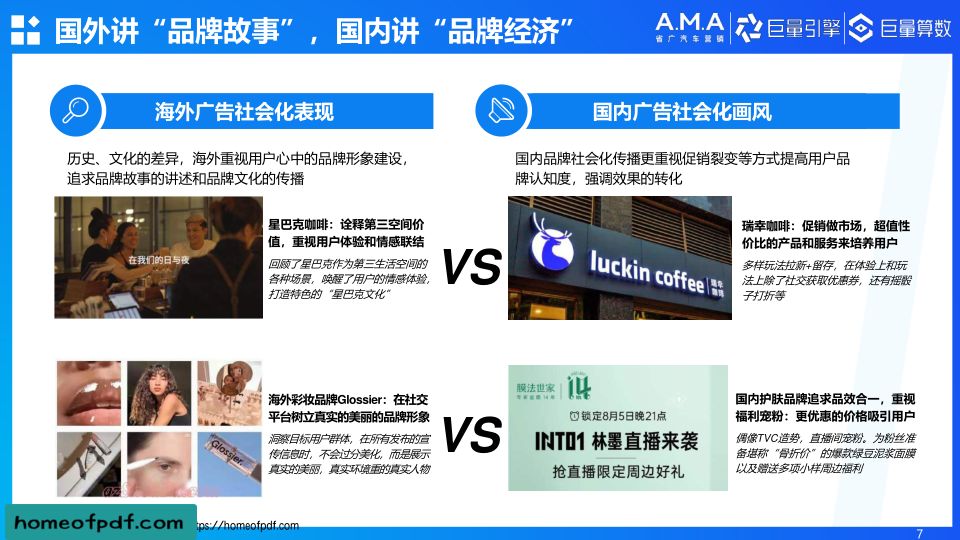 国外讲“品牌故事”，国内讲“品牌经济”
A.M.A
省广汽车营销
巨量引擎
巨量算数
海外广告社会化表现
历史、文化的差异，海外重视用户心中的品牌形象建设，
追求品牌故事的讲述和品牌文化的传播
在我们的日与夜
星巴克咖啡：诠释第三空间价
值，重视用户体验和情感联结
回顾了星巴克作为第三生活空间的
各种场景，唤醒了用户的情感体验，
打造特色的“星巴克文化”
Glossier.
海外彩妆品牌Glossier：在社交
平台树立真实的美丽的品牌形象
洞察目标用户群体，在所有发布的宣
传信息时，不会过分美化，而是展示
真实的美丽，真实环境重的真实人物
VS
VS
国内广告社会化画风
国内品牌社会化传播更重视促销裂变等方式提高用户品
牌认知度，强调效果的转化
luckin coffee
瑞幸
咖啡
瑞幸咖啡：促销做市场，超值性
价比的产品和服务来培养用户
多样玩法拉新+留存，在体验上和玩
法上除了社交获取优惠券，还有摇骰
子打折等
膜法世家
专业面膜14年
14
锁定8月5日晚21点
INTO1 林墨直播来袭
抢直播限定周边好礼
国内护肤品牌追求品效合一，重视
福利宠粉：更优惠的价格吸引用户
偶像TVC造势，直播间宠粉。为粉丝准
备堪称“骨折价”的爆款绿豆泥浆面膜
以及赠送多项小样周边福利
homeofpdf.com
ttps://homeofpdf.com
7